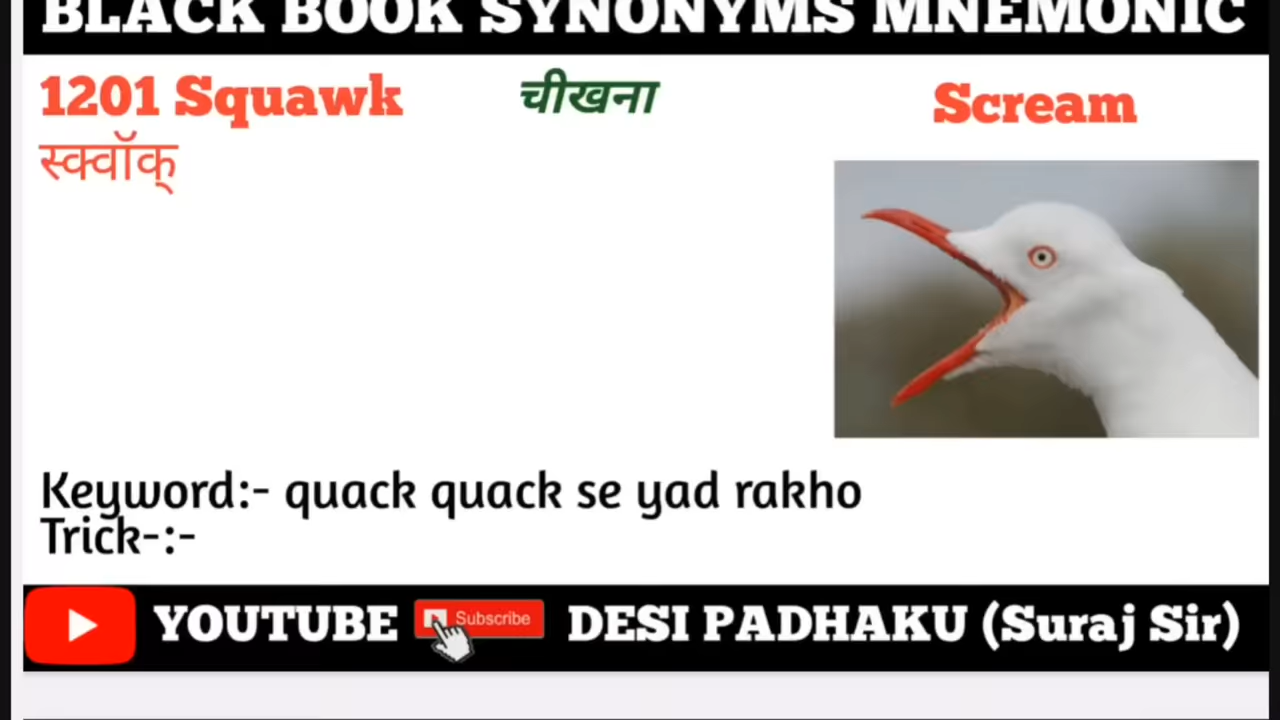 BLACK BOOK SYNONYMS MNEMONIC
1201 Squawk चीखना Scream
स्क्वॉक्
Keyword:- quack quack se yad rakho
Trick-:-
YOUTUBE Subscribe DESI PADHAKU (Suraj Sir)